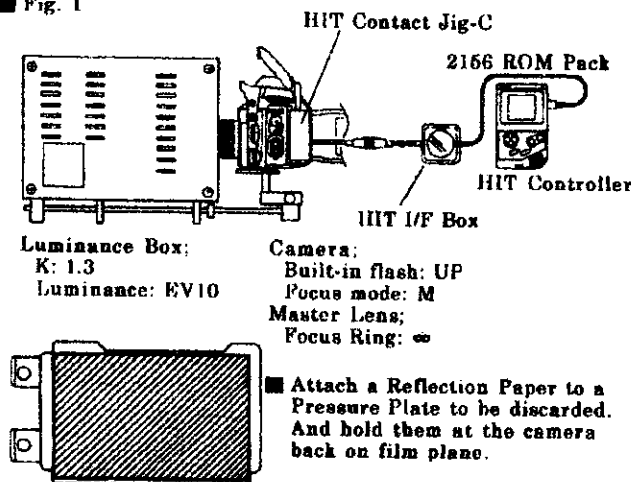 ■ Fig. 1
HIT Contact Jig-C
2156 ROM Pack
HIT Controller
HIT I/F Box
Luminance Box;
K: 1.3
Luminance: EV10
Camera;
Built-in flash: UP
Focus mode: M
Master Lens;
Focus Ring: ∞
■ Attach a Reflection Paper to a
Pressure Plate to be discarded.
And hold them at the camera
back on film plane.